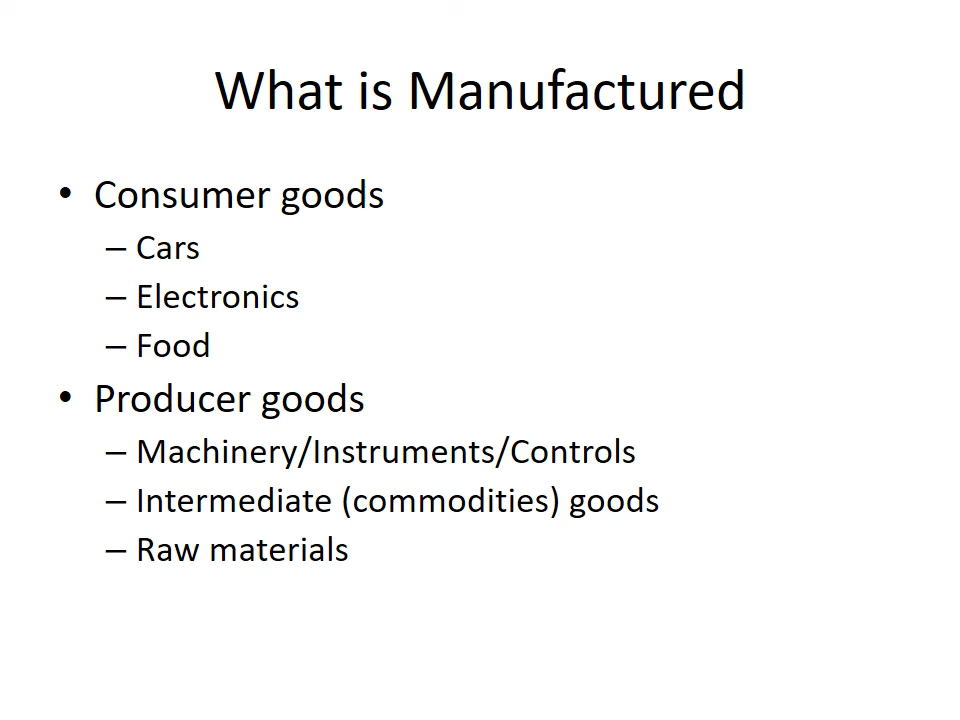 What is Manufactured
• Consumer goods
– Cars
– Electronics
– Food
• Producer goods
– Machinery/Instruments/Controls
– Intermediate (commodities) goods
– Raw materials